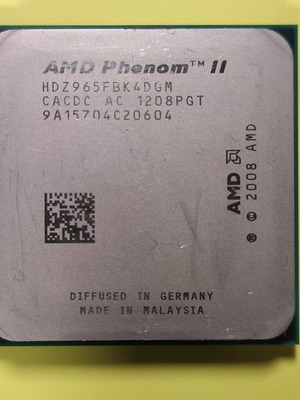 AMD Phenom™ II
HDZ965FBK4DGM
CACDC AC 1208PGT
9A15704C20604
AMD
® © 2008 AMD
DIFFUSED IN GERMANY
MADE IN MALAYSIA